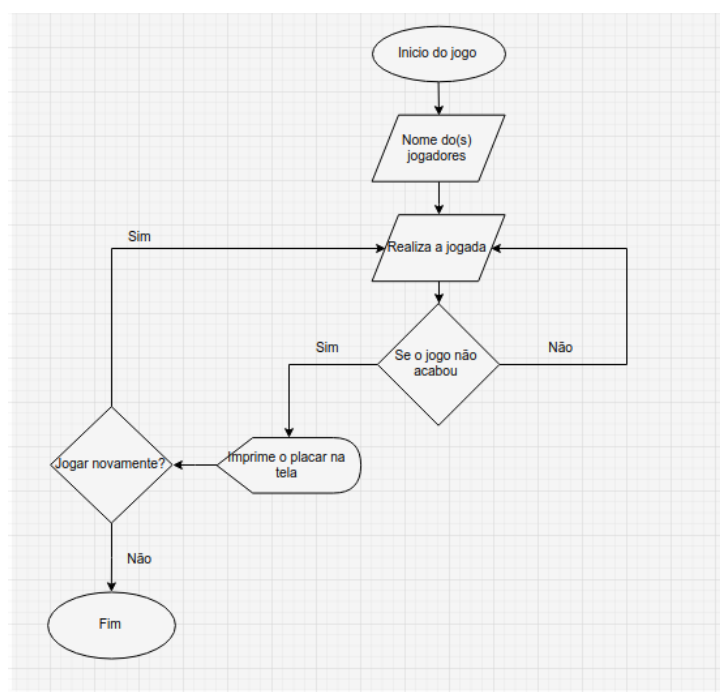 Inicio do jogo
Nome do(s)
jogadores
Sim
Realiza a jogada
Sim
Se o jogo não
acabou
Não
Jogar novamente?
Imprime o placar na
tela
Não
Fim